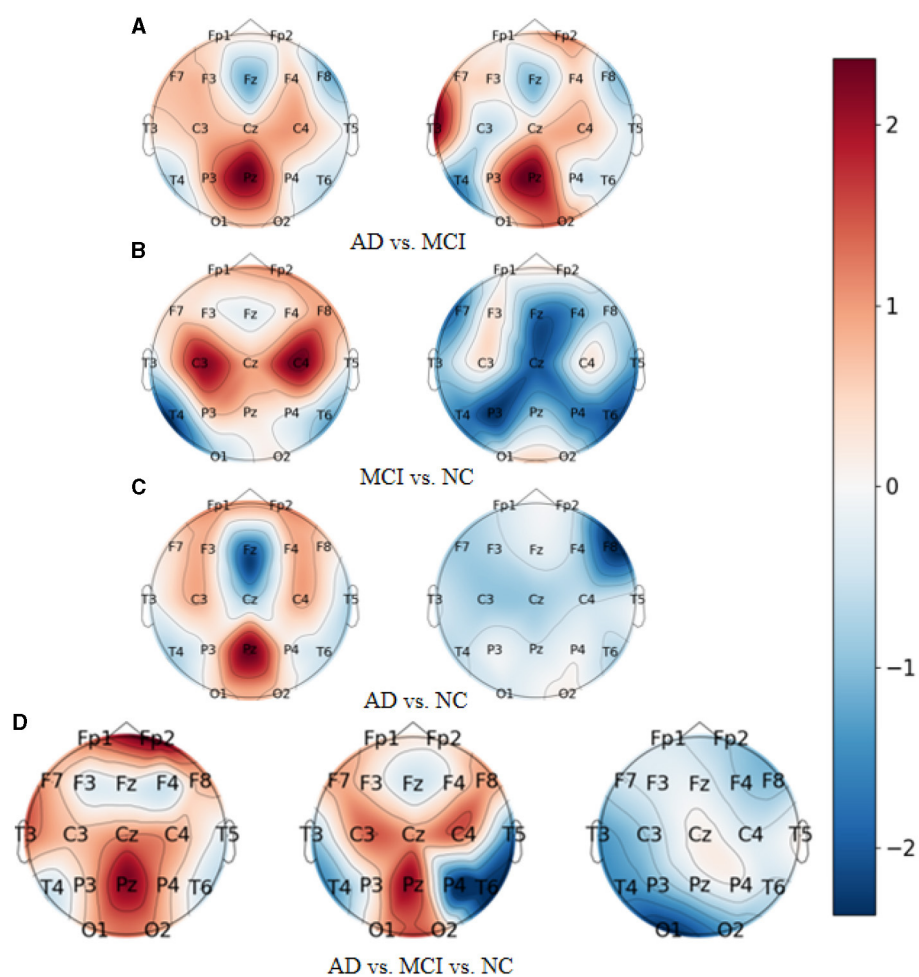 A
Fp1 Fp2 Fp1 Fp2
F7 F3 Fz F4 F8 F7 F3 Fz F4 F8
T3 C3 Cz C4 T5 T3 C3 Cz C4 T5
T4 P3 Pz P4 T6 T4 P3 Pz P4 T6
O1 O2 O1 O2
AD vs. MCI
B
Fp1 Fp2 Fp1 Fp2
F7 F3 Fz F4 F8 F7 F3 Fz F4 F8
T3 C3 Cz C4 T5 T3 C3 Cz C4 T5
T4 P3 Pz P4 T6 T4 P3 Pz P4 T6
O1 O2 O1 O2
MCI vs. NC
C
Fp1 Fp2 Fp1 Fp2
F7 F3 Fz F4 F8 F7 F3 Fz F4 F8
T3 C3 Cz C4 T5 T3 C3 Cz C4 T5
T4 P3 Pz P4 T6 T4 P3 Pz P4 T6
O1 O2 O1 O2
AD vs. NC
D
Fp1 Fp2 Fp1 Fp2 Fp1 Fp2
F7 F3 Fz F4 F8 F7 F3 Fz F4 F8 F7 F3 Fz F4 F8
T3 C3 Cz C4 T5 T3 C3 Cz C4 T5 T3 C3 Cz C4 T5
T4 P3 Pz P4 T6 T4 P3 Pz P4 T6 T4 P3 Pz P4 T6
O1 O2 O1 O2 O1 O2
AD vs. MCI vs. NC
2
1
0
−1
−2